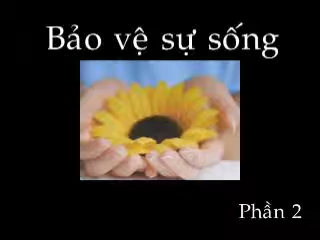 Bảo vệ sự sống
Phần 2